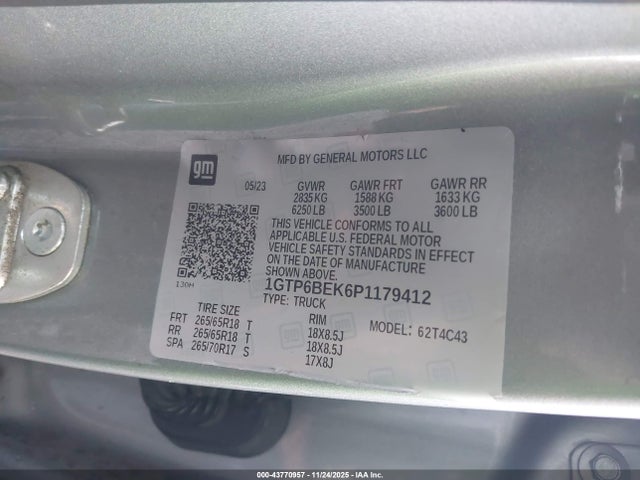 gm
MFD BY GENERAL MOTORS LLC
05/23 GVWR GAWR FRT GAWR RR
2835 KG 1588 KG 1633 KG
6250 LB 3500 LB 3600 LB
THIS VEHICLE CONFORMS TO ALL
APPLICABLE U.S. FEDERAL MOTOR
VEHICLE SAFETY STANDARDS IN EFFECT
ON THE DATE OF MANUFACTURE
SHOWN ABOVE.
130H
1GTP6BEK6P1179412
TYPE: TRUCK
TIRE SIZE RIM MODEL: 62T4C43
FRT 265/65R18 T 18X8.5J
RR 265/65R18 T 18X8.5J
SPA 265/70R17 S 17X8J
000-43770957 - 11/24/2025 - IAAI, Inc.